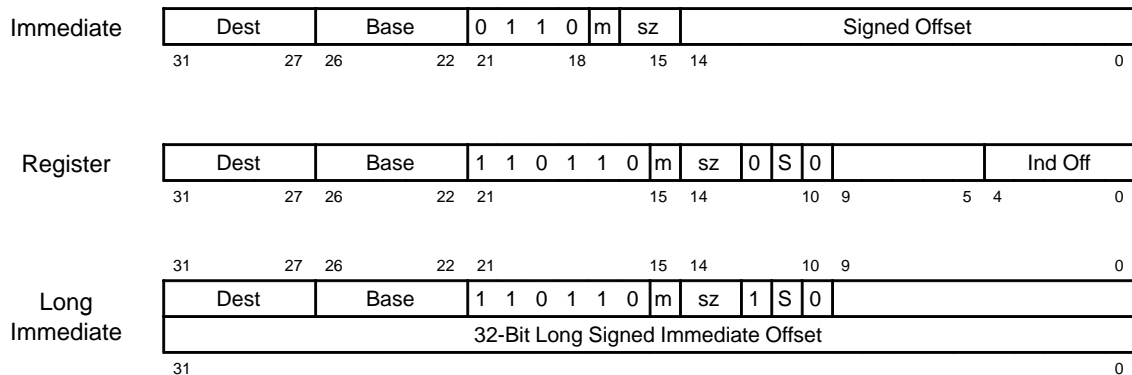 Immediate Dest Base 0 1 1 0 m sz Signed Offset
31 27 26 22 21 18 15 14 0
Register Dest Base 1 1 0 1 1 0 m sz 0 S 0 Ind Off
31 27 26 22 21 15 14 10 9 5 4 0
31 27 26 22 21 15 14 10 9 0
Long Immediate Dest Base 1 1 0 1 1 0 m sz 1 S 0
32-Bit Long Signed Immediate Offset
31 0